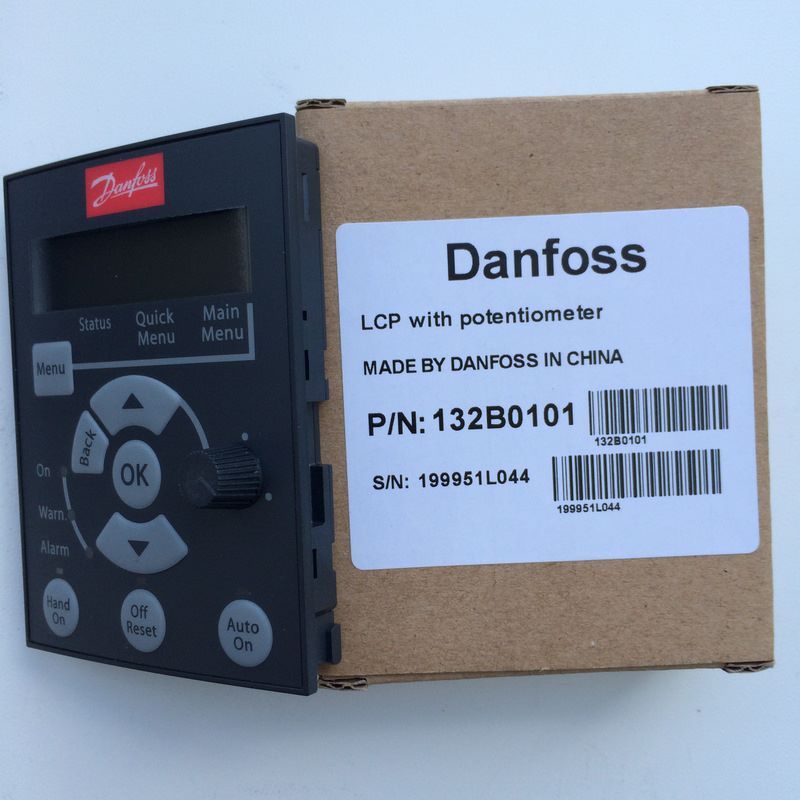 Danfoss
Status
Quick
Menu
Main
Menu
Menu
Back
OK
On
Warn.
Alarm
Hand
On
Off
Reset
Auto
On
Danfoss
LCP with potentiometer
MADE BY DANFOSS IN CHINA
P/N: 132B0101
132B0101
S/N: 199951L044
199951L044